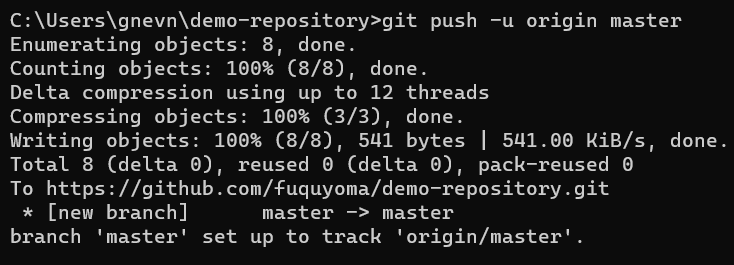 C:\Users\gnevn\demo-repository>git push -u origin master
Enumerating objects: 8, done.
Counting objects: 100% (8/8), done.
Delta compression using up to 12 threads
Compressing objects: 100% (3/3), done.
Writing objects: 100% (8/8), 541 bytes | 541.00 KiB/s, done.
Total 8 (delta 0), reused 0 (delta 0), pack-reused 0
To https://github.com/fuquyoma/demo-repository.git
 * [new branch]      master -> master
branch 'master' set up to track 'origin/master'.